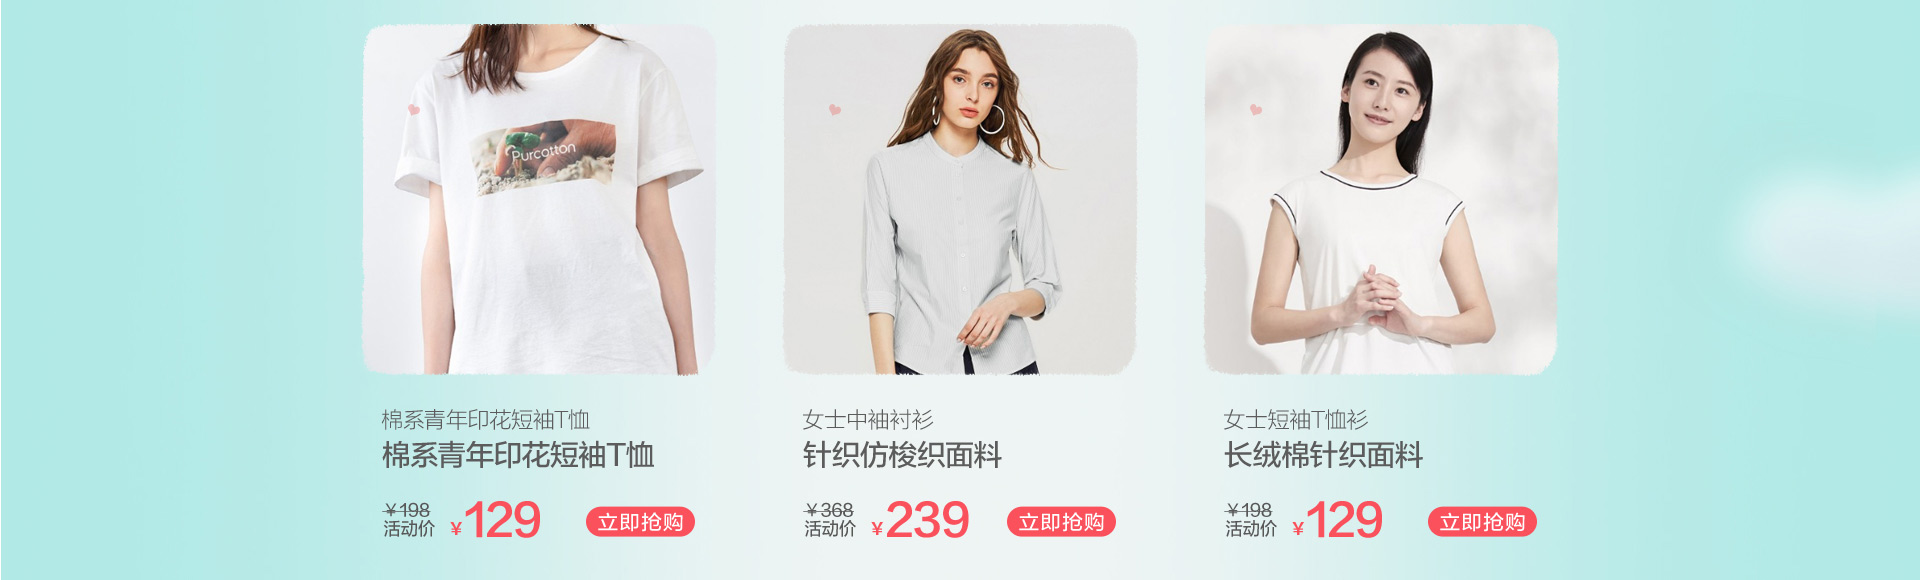 Purcotton
棉系青年印花短袖T恤
棉系青年印花短袖T恤
¥198
活动价 ¥129 立即抢购
女士中袖衬衫
针织仿梭织面料
¥368
活动价 ¥239 立即抢购
女士短袖T恤衫
长绒棉针织面料
¥198
活动价 ¥129 立即抢购